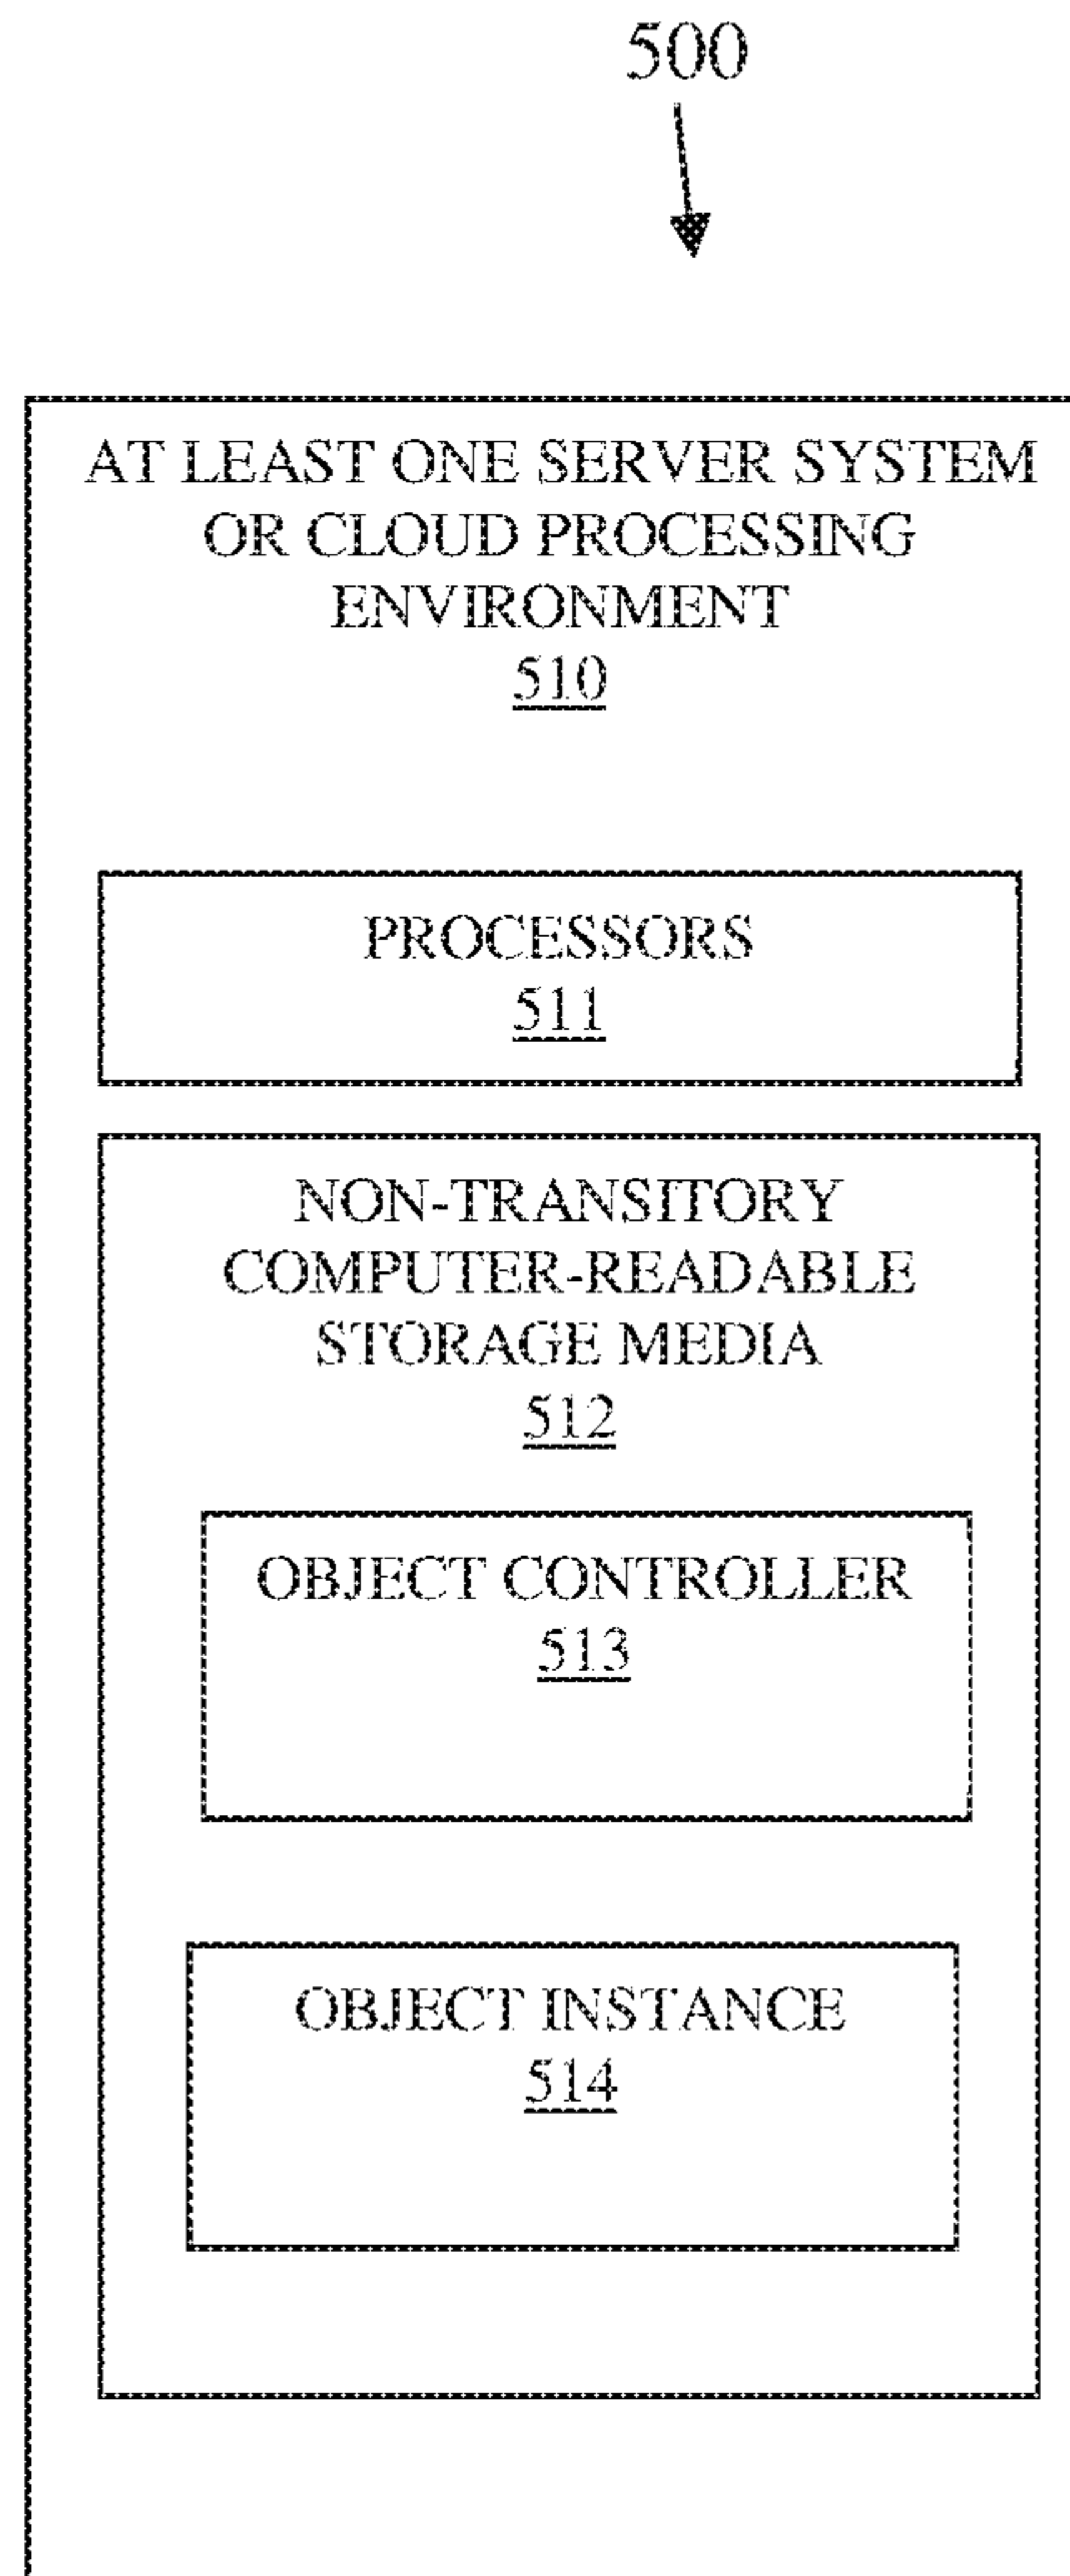 500
AT LEAST ONE SERVER SYSTEM
OR CLOUD PROCESSING
ENVIRONMENT
510
PROCESSORS
511
NON-TRANSITORY
COMPUTER-READABLE
STORAGE MEDIA
512
OBJECT CONTROLLER
513
OBJECT INSTANCE
514